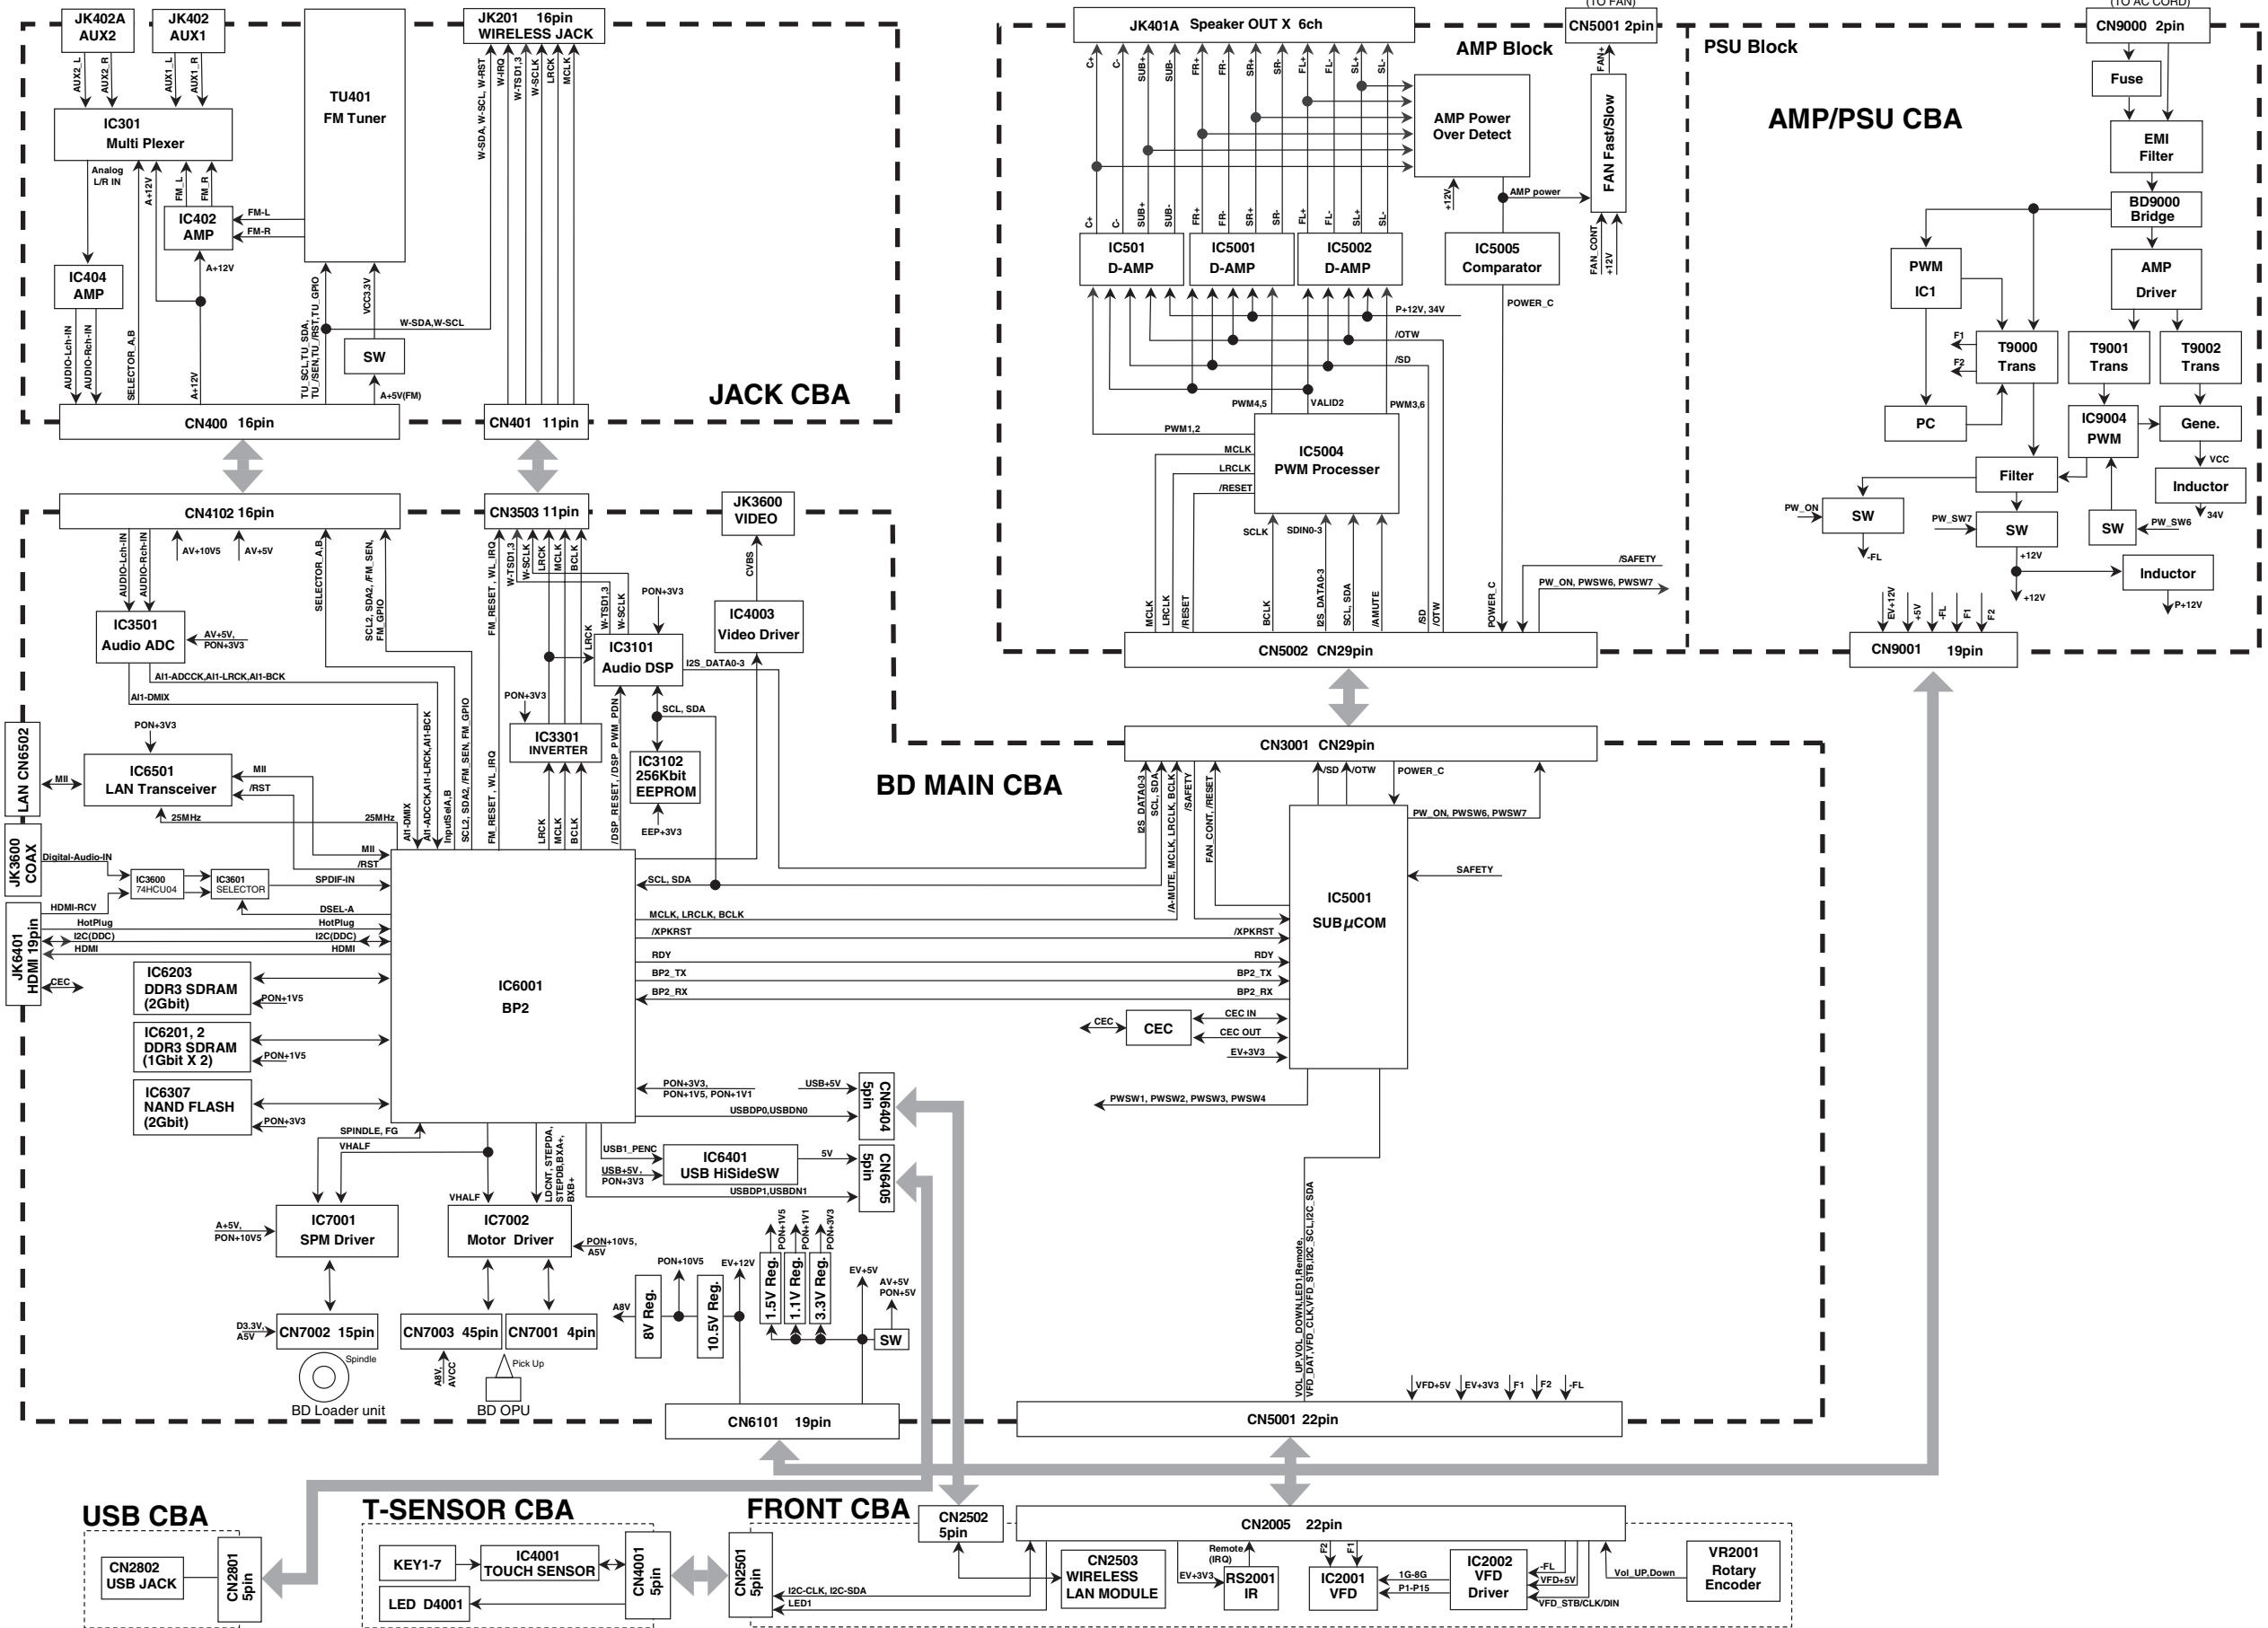 JK402A
AUX2
JK402
AUX1
AUX2_L
AUX2_R
AUX1_L
AUX1_R
IC301
Multi Plexer
TU401
FM Tuner
JK201 16pin
WIRELESS JACK
W-SDA, W-SCL, W-RST
W-IRQ
W-TSD1,3
W-SCLK
LRCK
MCLK
Analog
L/R IN
A+12V
FM_L
FM_R
IC402
AMP
FM-L
FM-R
A+12V
IC404
AMP
AUDIO-Lch-IN
AUDIO-Rch-IN
SELECTOR_A,B
A+12V
TU_SCL,TU_SDA,
TU_/SEN,TU_/RST,TU_GPIO
VCC3.3V
W-SDA,W-SCL
SW
A+5V(FM)
JACK CBA
CN400 16pin
CN401 11pin
JK401A Speaker OUT X 6ch
(TO FAN)
CN5001 2pin
AMP Block
FAN+
C+
C-
SUB+
SUB-
FR+
FR-
SR+
SR-
FL+
FL-
SL+
SL-
AMP Power
Over Detect
FAN Fast/Slow
+12V
AMP power
FAN_CONT
+12V
C+
C-
SUB+
SUB-
FR+
FR-
SR+
SR-
FL+
FL-
SL+
SL-
IC501
D-AMP
IC5001
D-AMP
IC5002
D-AMP
IC5005
Comparator
POWER_C
P+12V, 34V
/OTW
/SD
PWM4,5
VALID2
PWM3,6
PWM1,2
MCLK
LRCLK
/RESET
IC5004
PWM Processer
SCLK
SDIN0-3
MCLK
LRCLK
/RESET
BCLK
I2S_DATA0-3
SCL, SDA
/AMUTE
/SD
/OTW
POWER_C
/SAFETY
PW_ON, PWSW6, PWSW7
CN5002 CN29pin
PSU Block
AMP/PSU CBA
(TO AC CORD)
CN9000 2pin
Fuse
EMI
Filter
BD9000
Bridge
PWM
IC1
AMP
Driver
F1
F2
T9000
Trans
T9001
Trans
T9002
Trans
PC
IC9004
PWM
Gene.
VCC
Filter
Inductor
34V
PW_ON
SW
-FL
PW_SW7
SW
+12V
SW
PW_SW6
Inductor
+12V
P+12V
EV+12V
+5V
-FL
F1
F2
CN9001 19pin
CN4102 16pin
CN3503 11pin
JK3600
VIDEO
AUDIO-Lch-IN
AUDIO-Rch-IN
AV+10V5
AV+5V
SELECTOR_A,B
SCL2, SDA2, /FM_SEN,
FM_GPIO
FM_RESET , WL_IRQ
W-TSD1,3
W-SCLK
LRCK
MCLK
BCLK
W-TSD1,3
W-SCLK
PON+3V3
CVBS
IC4003
Video Driver
IC3501
Audio ADC
AV+5V,
PON+3V3
LRCK
IC3101
Audio DSP
I2S_DATA0-3
AI1-ADCCK,AI1-LRCK,AI1-BCK
AI1-DMIX
PON+3V3
SCL, SDA
IC3301
INVERTER
IC3102
256Kbit
EEPROM
EEP+3V3
BD MAIN CBA
LAN CN6502
PON+3V3
IC6501
LAN Transceiver
MII
MII
/RST
25MHz
25MHz
AI1-DMIX
AI1-ADCCK,AI1-LRCK,AI1-BCK
InputSelA,B
SCL2, SDA2, /FM_SEN, FM_GPIO
FM_RESET , WL_IRQ
LRCK
MCLK
BCLK
/DSP_RESET, /DSP_PWM_PDN
CN3001 CN29pin
I2S_DATA0-3
SCL, SDA
/A-MUTE, MCLK, LRCLK, BCLK
/SAFETY
FAN_CONT, /RESET
/SD
/OTW
POWER_C
PW_ON, PWSW6, PWSW7
SAFETY
IC5001
SUBμCOM
JK3600
COAX
Digital-Audio-IN
IC3600
74HCU04
IC3601
SELECTOR
MII
/RST
SPDIF-IN
DSEL-A
JK6401
HDMI 19pin
HDMI-RCV
HotPlug
HotPlug
I2C(DDC)
I2C(DDC)
HDMI
HDMI
CEC
IC6001
BP2
SCL, SDA
MCLK, LRCLK, BCLK
/XPKRST
/XPKRST
RDY
RDY
BP2_TX
BP2_TX
BP2_RX
BP2_RX
IC6203
DDR3 SDRAM
(2Gbit)
PON+1V5
IC6201, 2
DDR3 SDRAM
(1Gbit X 2)
PON+1V5
IC6307
NAND FLASH
(2Gbit)
PON+3V3
CEC
CEC
CEC IN
CEC OUT
EV+3V3
PWSW1, PWSW2, PWSW3, PWSW4
PON+3V3,
PON+1V5, PON+1V1
USB+5V
USBDP0,USBDN0
CN6404
5pin
SPINDLE, FG
VHALF
LDCNT, STEPDA,
STEPDB,BXA+,
BXB+
USB1_PENC
USB+5V,
PON+3V3
IC6401
USB HiSideSW
5V
USBDP1,USBDN1
CN6405
5pin
VHALF
A+5V,
PON+10V5
IC7001
SPM Driver
IC7002
Motor Driver
PON+10V5,
A5V
PON+10V5
EV+12V
PON+1V5
PON+1V1
PON+3V3
EV+5V
AV+5V
PON+5V
A8V
8V Reg.
10.5V Reg.
1.5V Reg.
1.1V Reg.
3.3V Reg.
SW
D3.3V,
A5V
CN7002 15pin
CN7003 45pin
CN7001 4pin
Spindle
BD Loader unit
A8V,
AVCC
Pick Up
BD OPU
VOL_UP,VOL_DOWN,LED1,Remote,
VFD_DAT,VFD_CLK,VFD_STB,I2C_SCL,I2C_SDA
VFD+5V
EV+3V3
F1
F2
-FL
CN6101 19pin
CN5001 22pin
USB CBA
CN2802
USB JACK
CN2801
5pin
T-SENSOR CBA
KEY1-7
IC4001
TOUCH SENSOR
LED D4001
CN4001
5pin
FRONT CBA
CN2501
5pin
CN2502
5pin
CN2005 22pin
I2C-CLK, I2C-SDA
LED1
CN2503
WIRELESS
LAN MODULE
EV+3V3
Remote
(IRQ)
RS2001
IR
F2
F1
IC2001
VFD
1G-8G
P1-P15
IC2002
VFD
Driver
-FL
VFD+5V
VFD_STB/CLK/DIN
Vol_UP,Down
VR2001
Rotary
Encoder